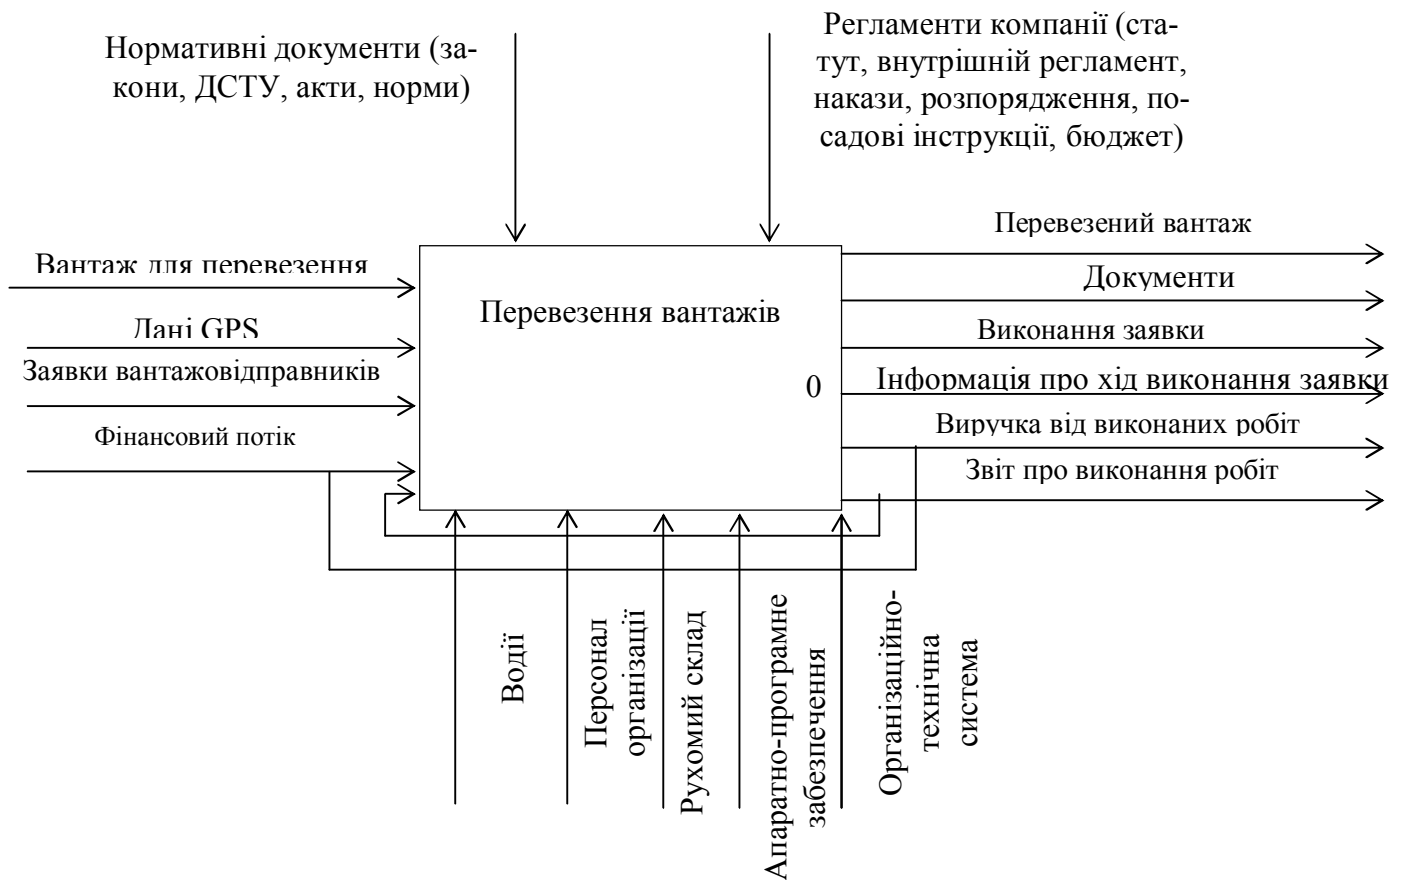 Нормативні документи (за-
кони, ДСТУ, акти, норми)
Регламенти компанії (ста-
тут, внутрішній регламент,
накази, розпорядження, по-
садові інструкції, бюджет)
Вантаж для перевезення
Дані GPS
Заявки вантажовідправників
Фінансовий потік
Перевезення вантажів
0
Перевезений вантаж
Документи
Виконання заявки
Інформація про хід виконання заявки
Виручка від виконаних робіт
Звіт про виконання робіт
Водії
Персонал
організації
Рухомий склад
Апаратно-програмне
забезпечення
Організаційно-
технічна
система